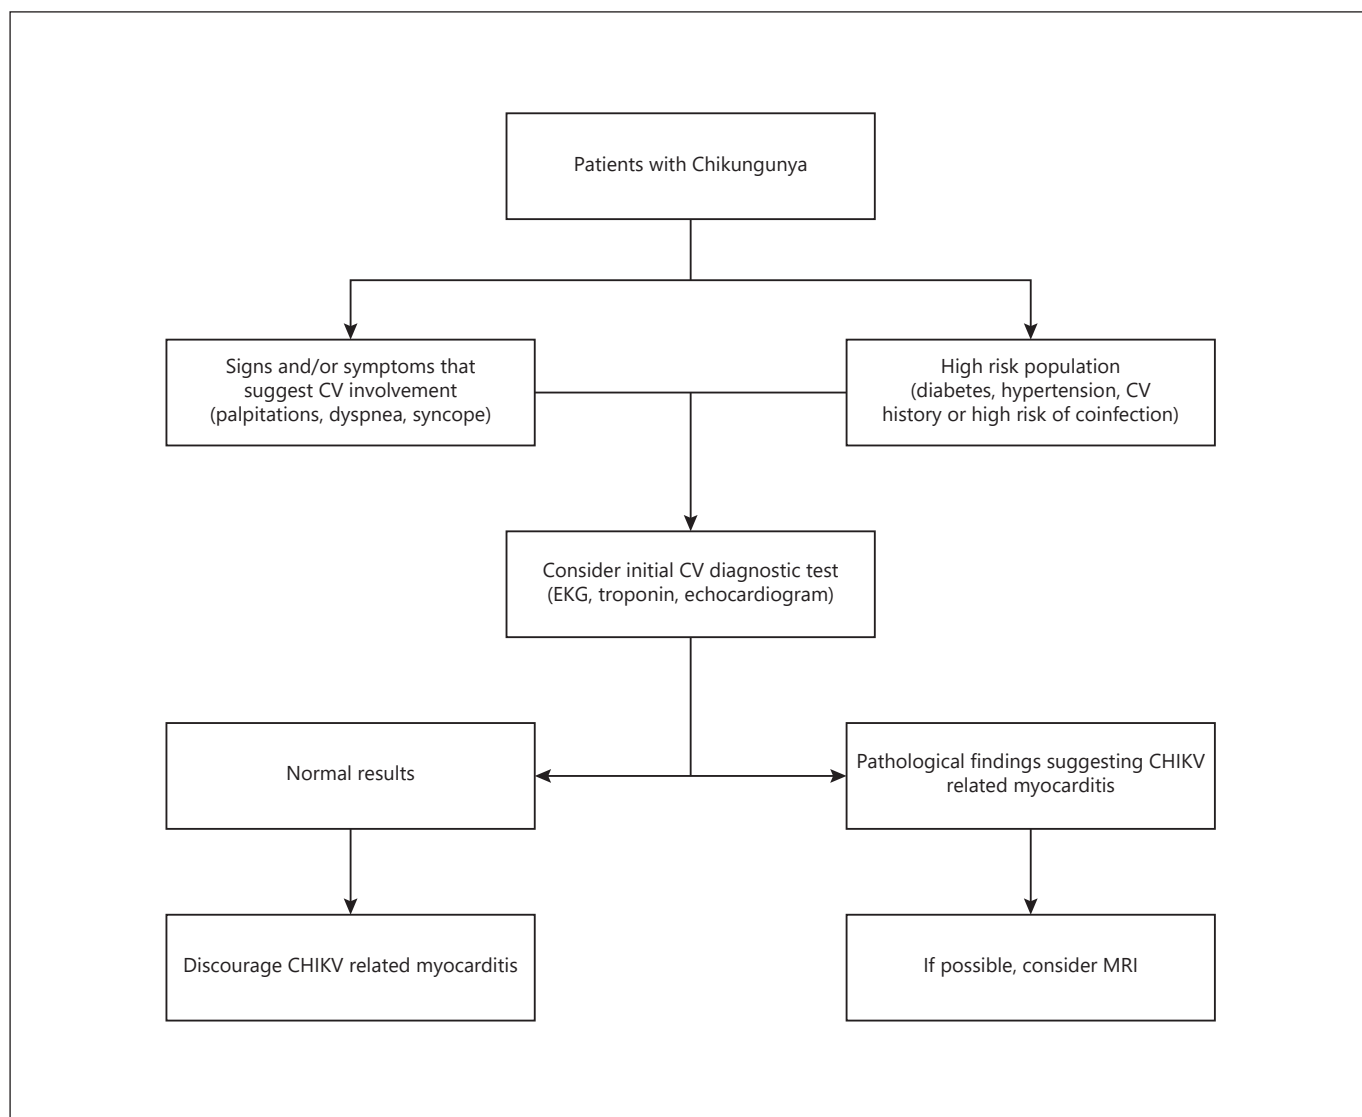 Patients with Chikungunya
Signs and/or symptoms that
suggest CV involvement
(palpitations, dyspnea, syncope)
High risk population
(diabetes, hypertension, CV
history or high risk of coinfection)
Consider initial CV diagnostic test
(EKG, troponin, echocardiogram)
Normal results
Pathological findings suggesting CHIKV
related myocarditis
Discourage CHIKV related myocarditis
If possible, consider MRI